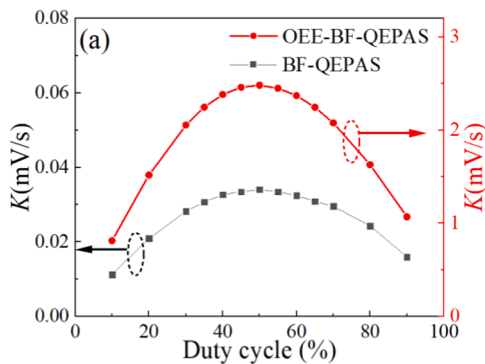 (a)
OEE-BF-QEPAS
BF-QEPAS
K(mV/s)
0.08
0.06
0.04
0.02
0.00
3
2
1
0
K(mV/s)
0 20 40 60 80 100
Duty cycle (%)